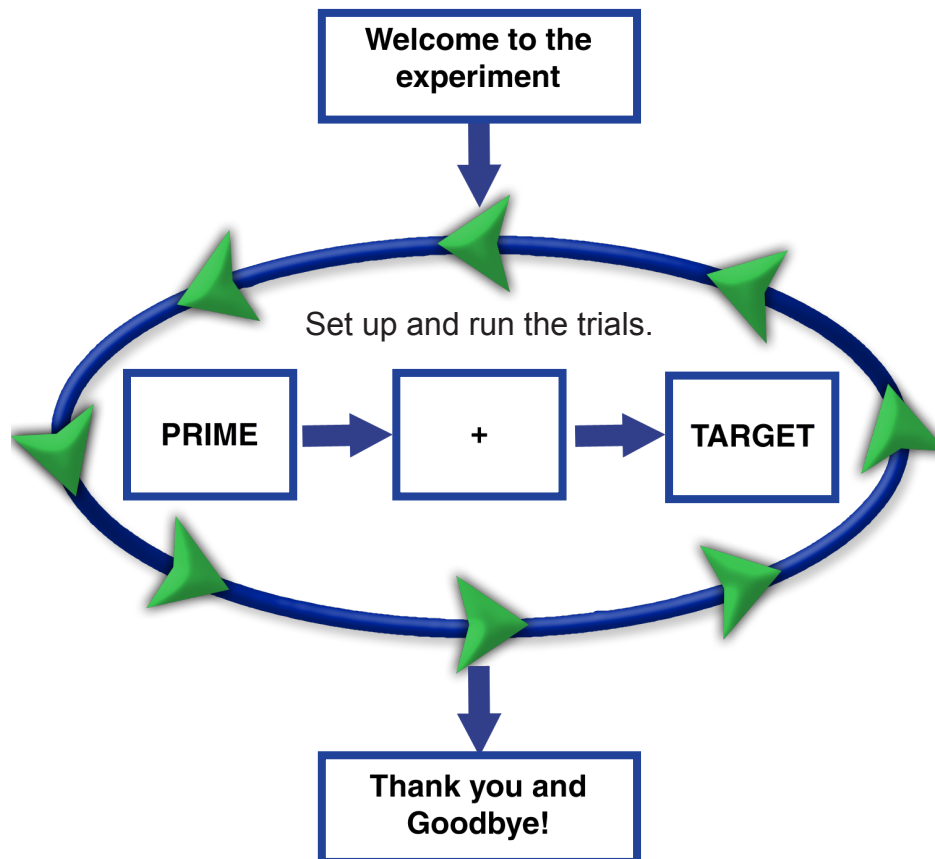 Welcome to the
experiment
Set up and run the trials.
PRIME
+
TARGET
Thank you and
Goodbye!